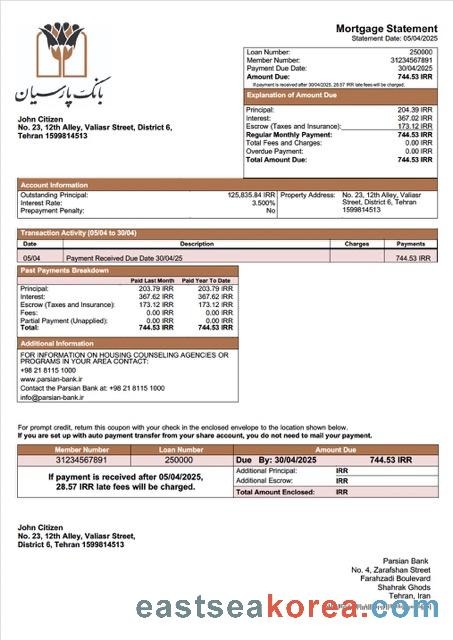 بانک پارسیان
Mortgage Statement
Statement Date: 05/04/2025
Loan Number: 250000
Member Number: 31234567891
Payment Due Date: 30/04/2025
Amount Due: 744.53 IRR
If payment is received after 30/04/2025, 28.57 IRR late fees will be charged.
John Citizen
No. 23, 12th Alley, Valiasr Street, District 6,
Tehran 1599814513
Explanation of Amount Due
Principal: 204.39 IRR
Interest: 367.02 IRR
Escrow (Taxes and Insurance): 173.12 IRR
Regular Monthly Payment: 744.53 IRR
Total Fees and Charges: 0.00 IRR
Overdue Payment: 0.00 IRR
Total Amount Due: 744.53 IRR
Account Information
Outstanding Principal: 125,835.84 IRR
Interest Rate: 3.500%
Prepayment Penalty: No
Property Address: No. 23, 12th Alley, Valiasr
Street, District 6, Tehran
1599814513
Transaction Activity (05/04 to 30/04)
Date Description Charges Payments
05/04 Payment Received Due Date 30/04/25 744.53 IRR
Past Payments Breakdown
Paid Last Month Paid Year To Date
Principal: 203.79 IRR 203.79 IRR
Interest: 367.62 IRR 367.62 IRR
Escrow (Taxes and Insurance): 173.12 IRR 173.12 IRR
Fees: 0.00 IRR 0.00 IRR
Partial Payment (Unapplied): 0.00 IRR 0.00 IRR
Total: 744.53 IRR 744.53 IRR
Additional Information
FOR INFORMATION ON HOUSING COUNSELING AGENCIES OR
PROGRAMS IN YOUR AREA CONTACT:
+98 21 8115 1000
www.parsian-bank.ir
Contact the Parsian Bank at: +98 21 8115 1000
info@parsian-bank.ir
For prompt credit, return this coupon with your check in the enclosed envelope to the location shown below.
If you are set up with auto payment transfer from your share account, you do not need to mail your payment.
Member Number Loan Number Amount Due
31234567891 250000 Due By: 30/04/2025 744.53 IRR
If payment is received after 05/04/2025,
28.57 IRR late fees will be charged.
Additional Principal: IRR
Additional Escrow: IRR
Total Amount Enclosed: IRR
John Citizen
No. 23, 12th Alley, Valiasr Street,
District 6, Tehran 1599814513
Parsian Bank
No. 4, Zarafshan Street
Farahzadi Boulevard
Shahrak Ghods
Tehran, Iran
eastseakorea.com